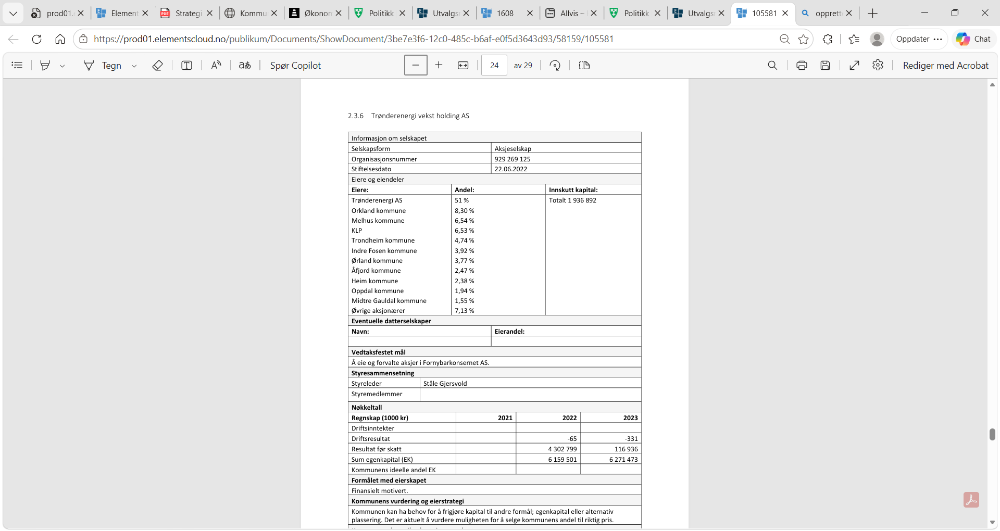 prod01.
Element
Strategi
Kommu
Økonom
Politikk
Utvalgs
1608
Allvis –
Politikk
Utvalgs
105581
opprett
https://prod01.elementscloud.no/publikum/Documents/ShowDocument/3be7e3f6-12c0-485c-b6af-e0f5d3643d93/58159/105581
Oppdater
Chat
Tegn
aあ
Spør Copilot
24
av 29
Rediger med Acrobat
2.3.6 Trønderenergi vekst holding AS
Informasjon om selskapet
Selskapsform Aksjeselskap
Organisasjonsnummer 929 269 125
Stiftelsesdato 22.06.2022
Eiere og eiendeler
Eiere: Andel: Innskutt kapital:
Trønderenergi AS 51 % Totalt 1 936 892
Orkland kommune 8,30 %
Melhus kommune 6,54 %
KLP 6,53 %
Trondheim kommune 4,74 %
Indre Fosen kommune 3,92 %
Ørland kommune 3,77 %
Åfjord kommune 2,47 %
Heim kommune 2,38 %
Oppdal kommune 1,94 %
Midtre Gauldal kommune 1,55 %
Øvrige aksjonærer 7,13 %
Eventuelle datterselskaper
Navn: Eierandel:
Vedtaksfestet mål
Å eie og forvalte aksjer i Fornybarkonsernet AS.
Styresammensetning
Styreleder Ståle Gjersvold
Styremedlemmer
Nøkkeltall
Regnskap (1000 kr) 2021 2022 2023
Driftsinntekter
Driftsresultat -65 -331
Resultat før skatt 4 302 799 116 936
Sum egenkapital (EK) 6 159 501 6 271 473
Kommunens ideelle andel EK
Formålet med eierskapet
Finansielt motivert.
Kommunens vurdering og eierstrategi
Kommunen kan ha behov for å frigjøre kapital til andre formål; egenkapital eller alternativ
plassering. Det er aktuelt å vurdere muligheten for å selge kommunens andel til riktig pris.